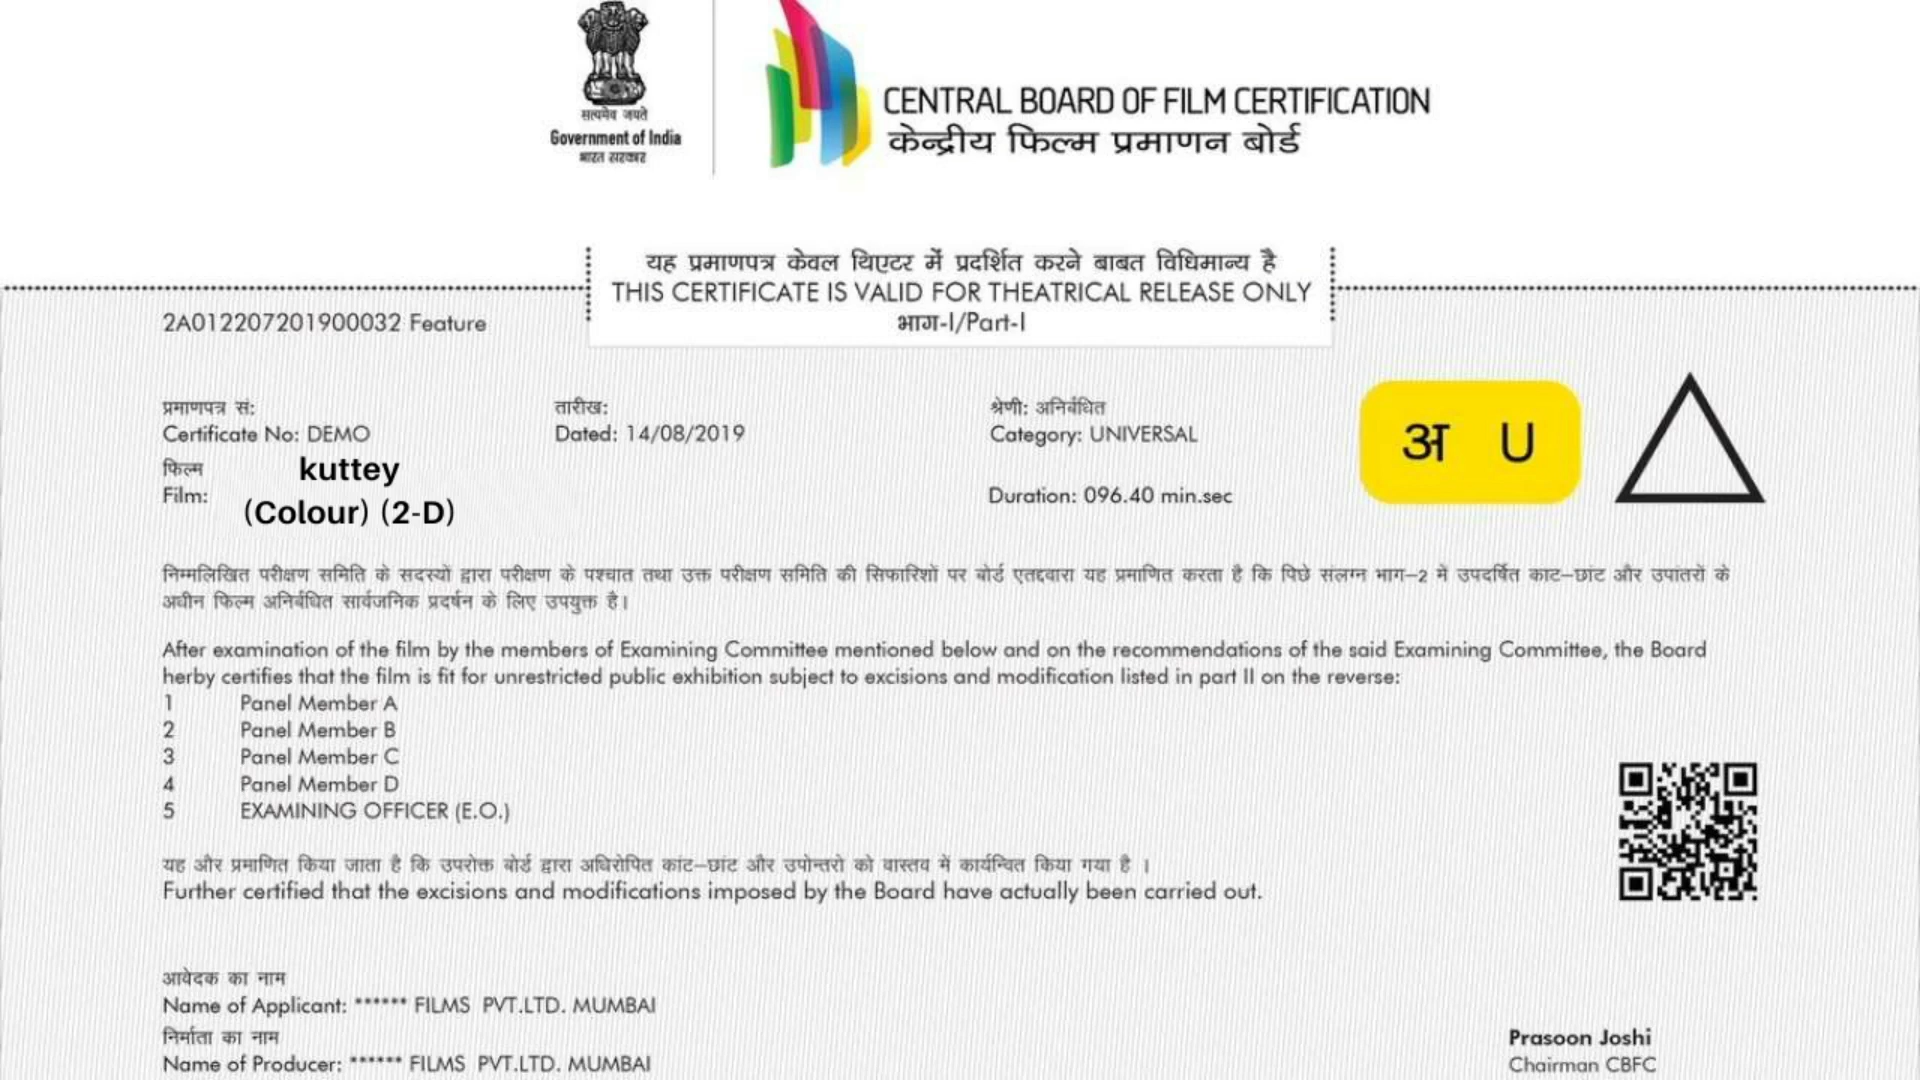 सत्यमेव जयते
Government of India
भारत सरकार
CENTRAL BOARD OF FILM CERTIFICATION
केन्द्रीय फिल्म प्रमाणन बोर्ड
यह प्रमाणपत्र केवल थिएटर में प्रदर्शित करने बाबत विधिमान्य है
THIS CERTIFICATE IS VALID FOR THEATRICAL RELEASE ONLY
भाग-I/Part-I
2A012207201900032 Feature
प्रमाणपत्र सं:
Certificate No: DEMO
तारीख:
Dated: 14/08/2019
श्रेणी: अनिर्बंधित
Category: UNIVERSAL
अ U
फिल्म
Film:
kuttey
(Colour) (2-D)
Duration: 096.40 min.sec
निम्मलिखित परीक्षण समिति के सदस्यों द्वारा परीक्षण के पश्चात तथा उक्त परीक्षण समिति की सिफारिशों पर बोर्ड एतद्दवारा यह प्रमाणित करता है कि पिछे संलग्न भाग–2 में उपदर्षित काट–छांट और उपांतरों के
अधीन फिल्म अनिर्बंधित सार्वजनिक प्रदर्षन के लिए उपयुक्त है।
After examination of the film by the members of Examining Committee mentioned below and on the recommendations of the said Examining Committee, the Board
herby certifies that the film is fit for unrestricted public exhibition subject to excisions and modification listed in part II on the reverse:
1 Panel Member A
2 Panel Member B
3 Panel Member C
4 Panel Member D
5 EXAMINING OFFICER (E.O.)
यह और प्रमाणित किया जाता है कि उपरोक्त बोर्ड द्वारा अधिरोपित कांट–छांट और उपोन्तरो को वास्तव में कार्यन्वित किया गया है ।
Further certified that the excisions and modifications imposed by the Board have actually been carried out.
आवेदक का नाम
Name of Applicant: ****** FILMS PVT.LTD. MUMBAI
निर्माता का नाम
Name of Producer: ****** FILMS PVT.LTD. MUMBAI
Prasoon Joshi
Chairman CBFC